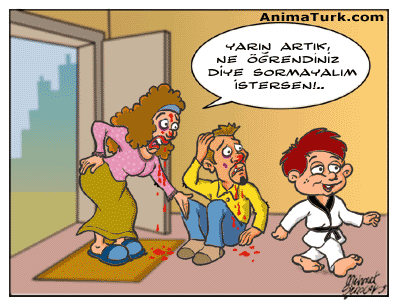 AnimaTurk.com
YARIN ARTIK,
NE ÖĞRENDİNİZ
DİYE SORMAYALIM
İSTERSEN!..